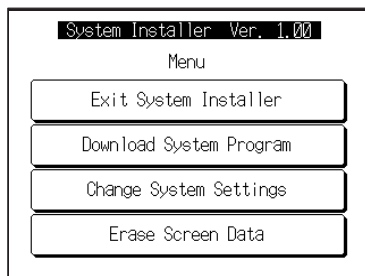 System Installer Ver. 1.00
Menu
Exit System Installer
Download System Program
Change System Settings
Erase Screen Data